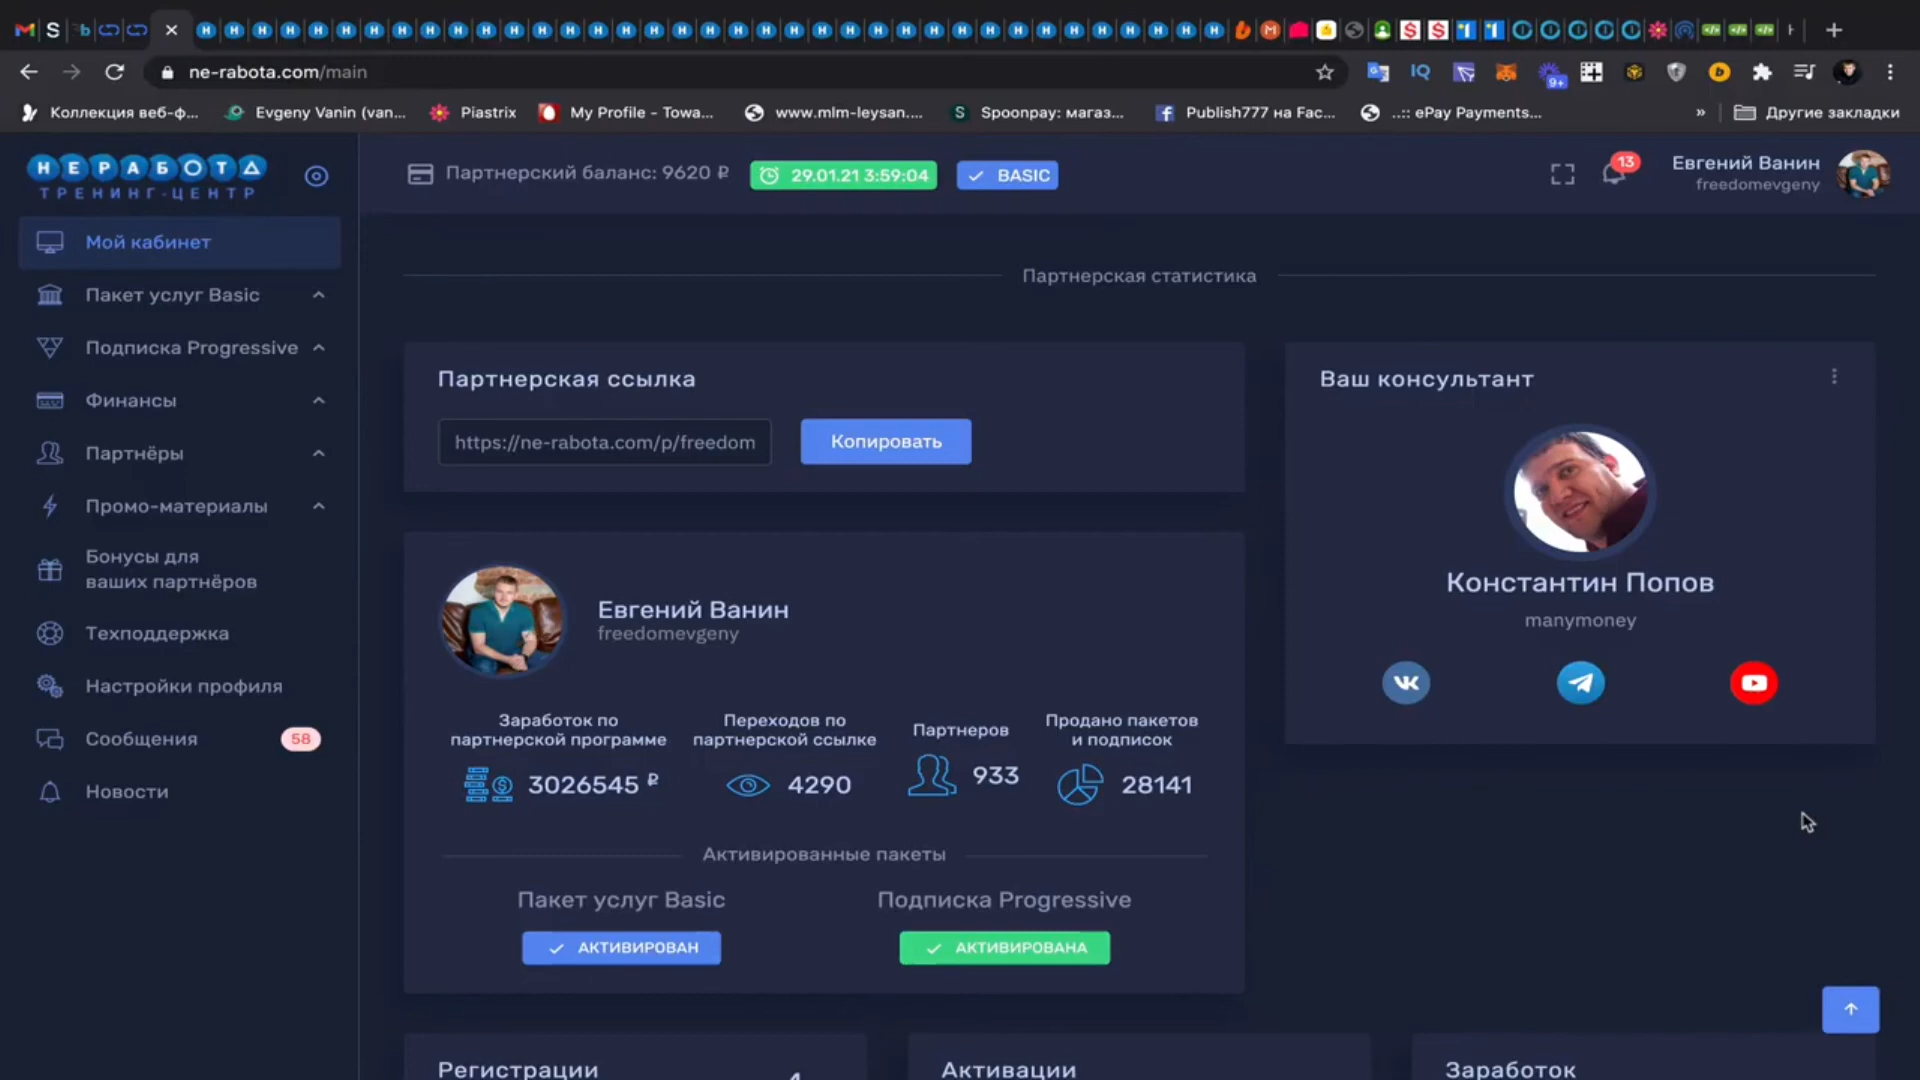 ne-rabota.com/main
9+
Коллекция веб-ф...
Evgeny Vanin (van...
Piastrix
My Profile - Towa...
www.mlm-leysan....
Spoonpay: магаз...
Publish777 на Fac...
..:: ePay Payments...
»
Другие закладки
НЕРАБОТА
ТРЕНИНГ-ЦЕНТР
Партнерский баланс: 9620 ₽
29.01.21 3:59:04
BASIC
13
Евгений Ванин
freedomevgeny
Мой кабинет
Пакет услуг Basic
Подписка Progressive
Финансы
Партнёры
Промо-материалы
Бонусы для
ваших партнёров
Техподдержка
Настройки профиля
Сообщения
58
Новости
Партнерская статистика
Партнерская ссылка
https://ne-rabota.com/p/freedom
Копировать
Ваш консультант
Константин Попов
manymoney
Евгений Ванин
freedomevgeny
Заработок по
партнерской программе
3026545 ₽
Переходов по
партнерской ссылке
4290
Партнеров
933
Продано пакетов
и подписок
28141
Активированные пакеты
Пакет услуг Basic
АКТИВИРОВАН
Подписка Progressive
АКТИВИРОВАНА
Регистрации
Активации
Заработок